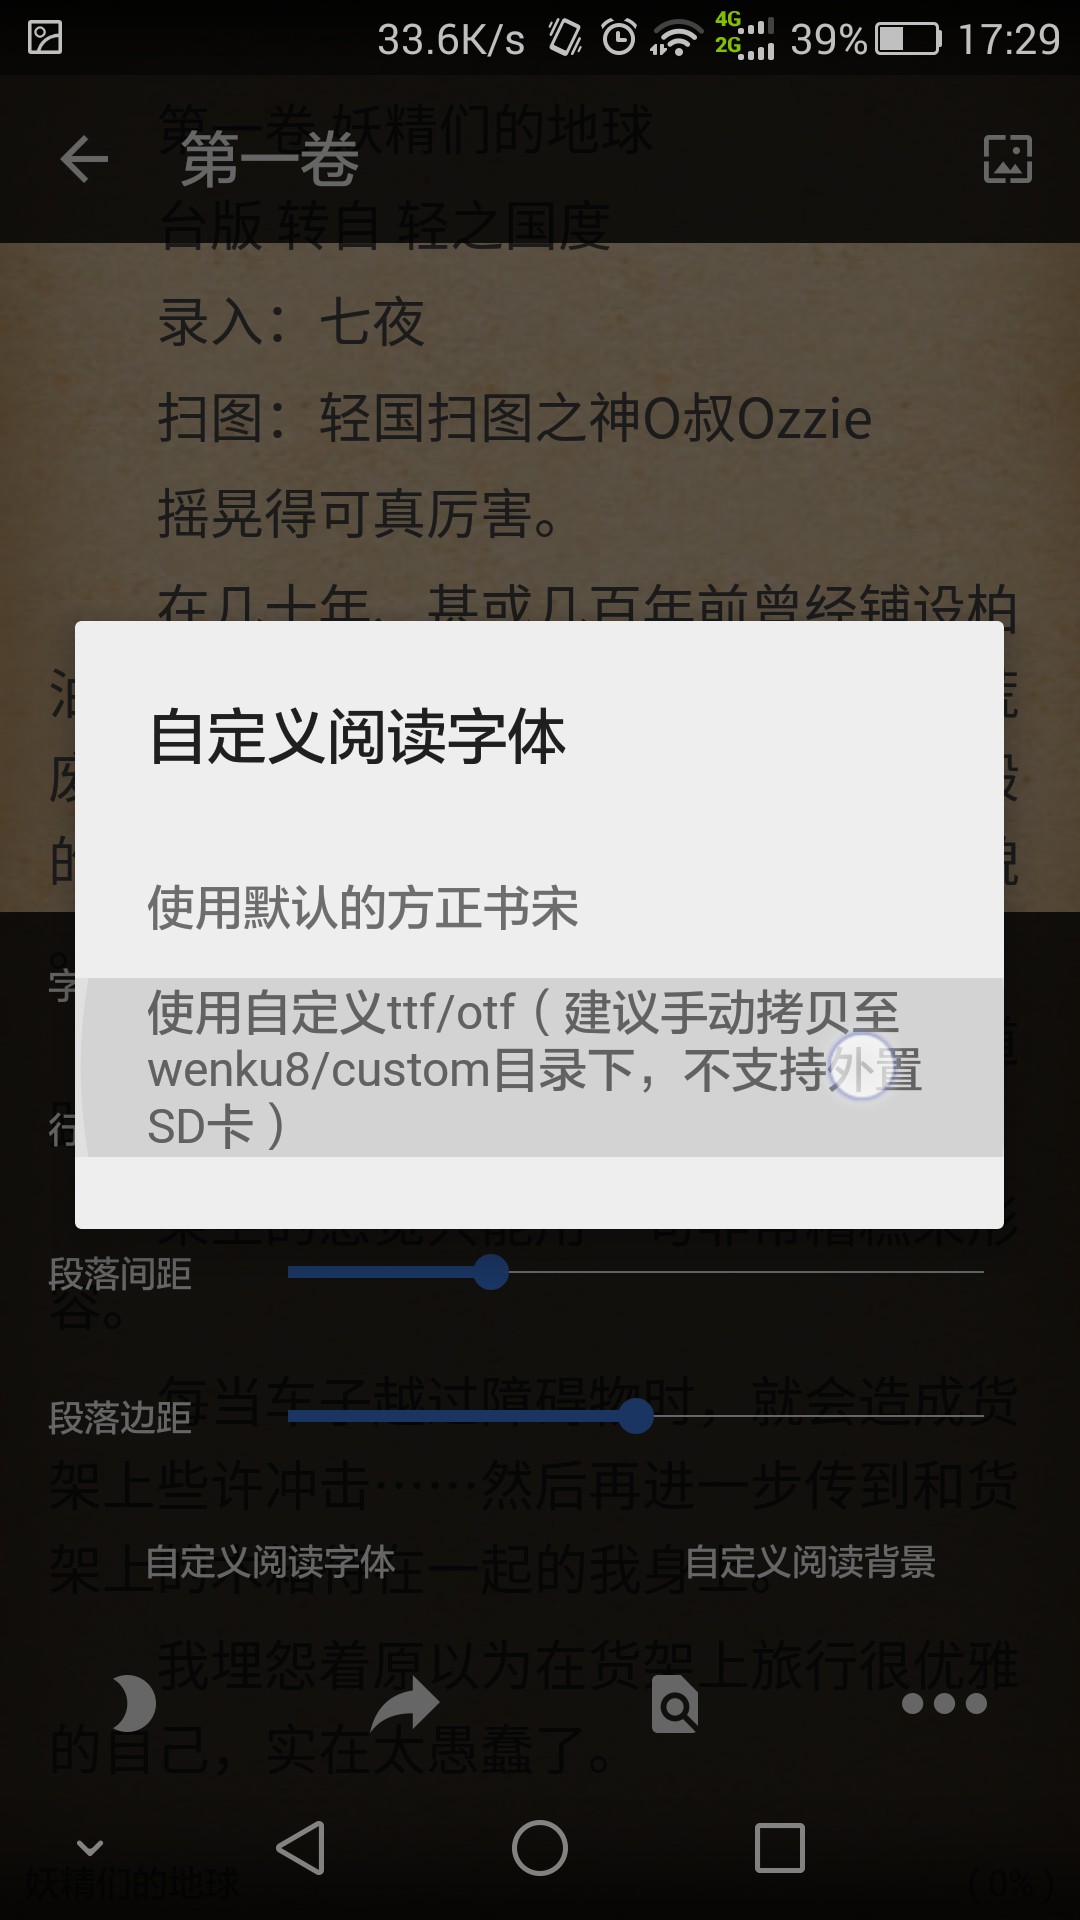 33.6K/s 4G 2G 39% 17:29
第一卷 妖精们的地球
第一卷
台版 转自 轻之国度
录入：七夜
扫图：轻国扫图之神O叔Ozzie
摇晃得可真厉害。
在几十年、甚或几百年前曾经铺设柏
自定义阅读字体
使用默认的方正书宋
使用自定义ttf/otf（建议手动拷贝至
wenku8/custom目录下，不支持外置
SD卡）
段落间距
容。
每当车子越过障碍物时，就会造成货
段落边距
架上些许冲击……然后再进一步传到和货
自定义阅读字体 自定义阅读背景
我埋怨着原以为在货架上旅行很优雅
的自己，实在太愚蠢了。
妖精们的地球 (0%)